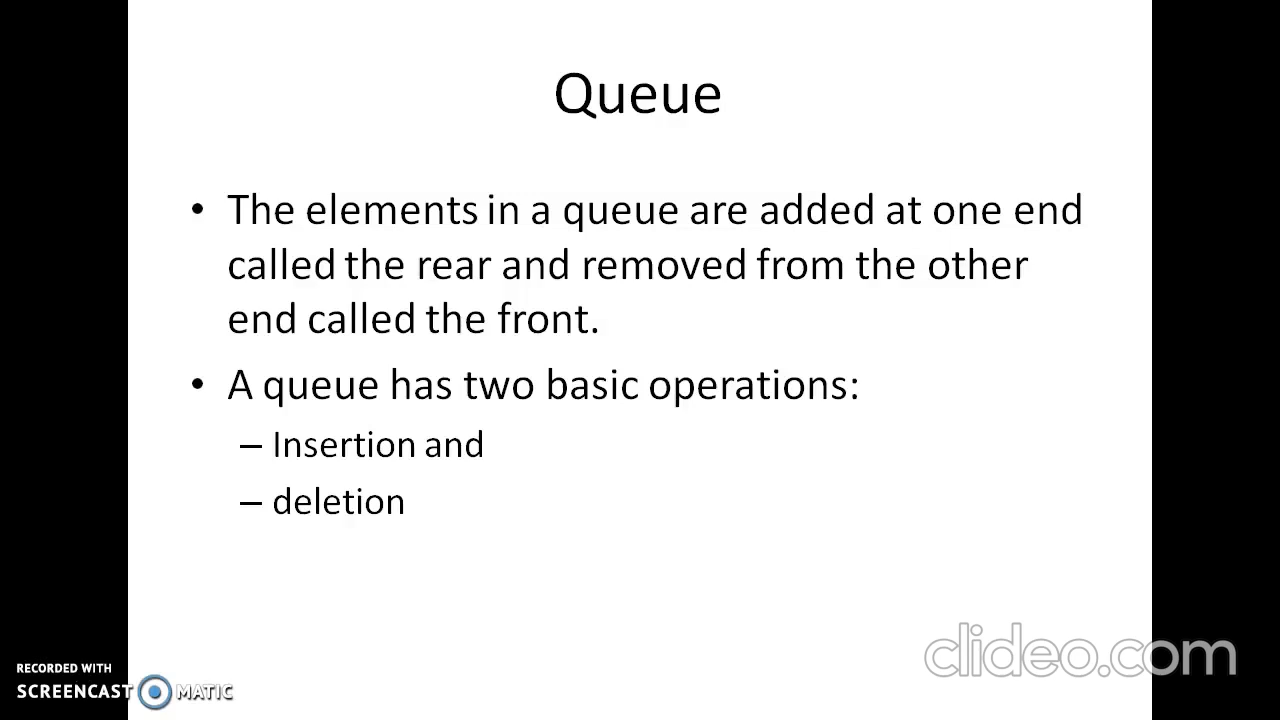 Queue
• The elements in a queue are added at one end
called the rear and removed from the other
end called the front.
• A queue has two basic operations:
– Insertion and
– deletion
clideo.com
RECORDED WITH
SCREENCAST MATIC